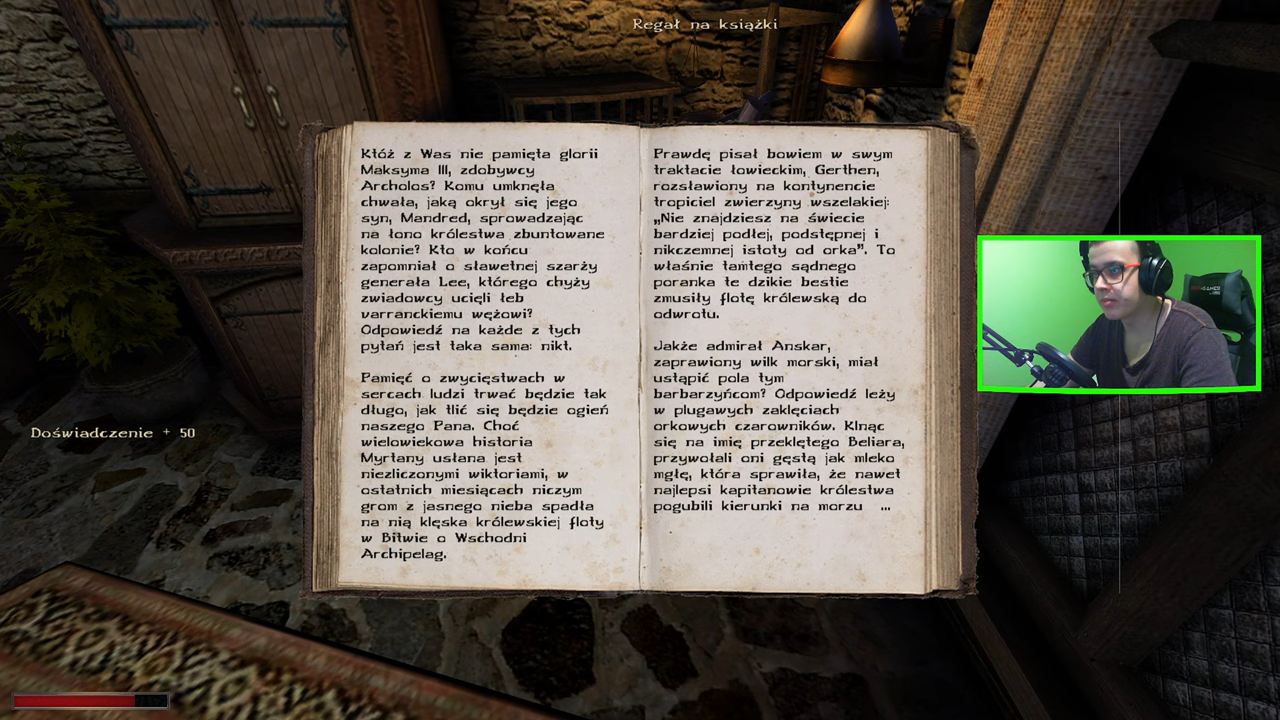 Regał na książki
Któż z Was nie pamięta glorii
Maksyma III, zdobywcy
Archolos? Komu umknęła
chwała, jaką okrył się jego
syn, Mandred, sprowadzając
na łono królestwa zbuntowane
kolonie? Kto w końcu
zapomniał o sławetnej szarży
generała Lee, którego chyży
zwiadowcy ucięli łeb
varranckiemu wężowi?
Odpowiedź na każde z tych
pytań jest taka sama: nikt.
Pamięć o zwycięstwach w
sercach ludzi trwać będzie tak
długo, jak tlić się będzie ogień
naszego Pana. Choć
wielowiekowa historia
Myrtany usłana jest
niezliczonymi wiktoriami, w
ostatnich miesiącach niczym
grom z jasnego nieba spadła
na nią klęska królewskiej floty
w Bitwie o Wschodni
Archipelag.
Prawdę pisał bowiem w swym
traktacie łowieckim, Gerthen,
rozsławiony na kontynencie
tropiciel zwierzyny wszelakiej:
„Nie znajdziesz na świecie
bardziej podłej, podstępnej i
nikczemnej istoty od orka”. To
właśnie tamtego sądnego
poranka te dzikie bestie
zmusiły flotę królewską do
odwrotu.
Jakże admirał Anskar,
zaprawiony wilk morski, miał
ustąpić pola tym
barbarzyńcom? Odpowiedź leży
w plugawych zaklęciach
orkowych czarowników. Klnąc
się na imię przeklętego Beliara,
przywołali oni gęstą jak mleko
mgłę, która sprawiła, że nawet
najlepsi kapitanowie królestwa
pogubili kierunki na morzu ...
Doświadczenie + 50